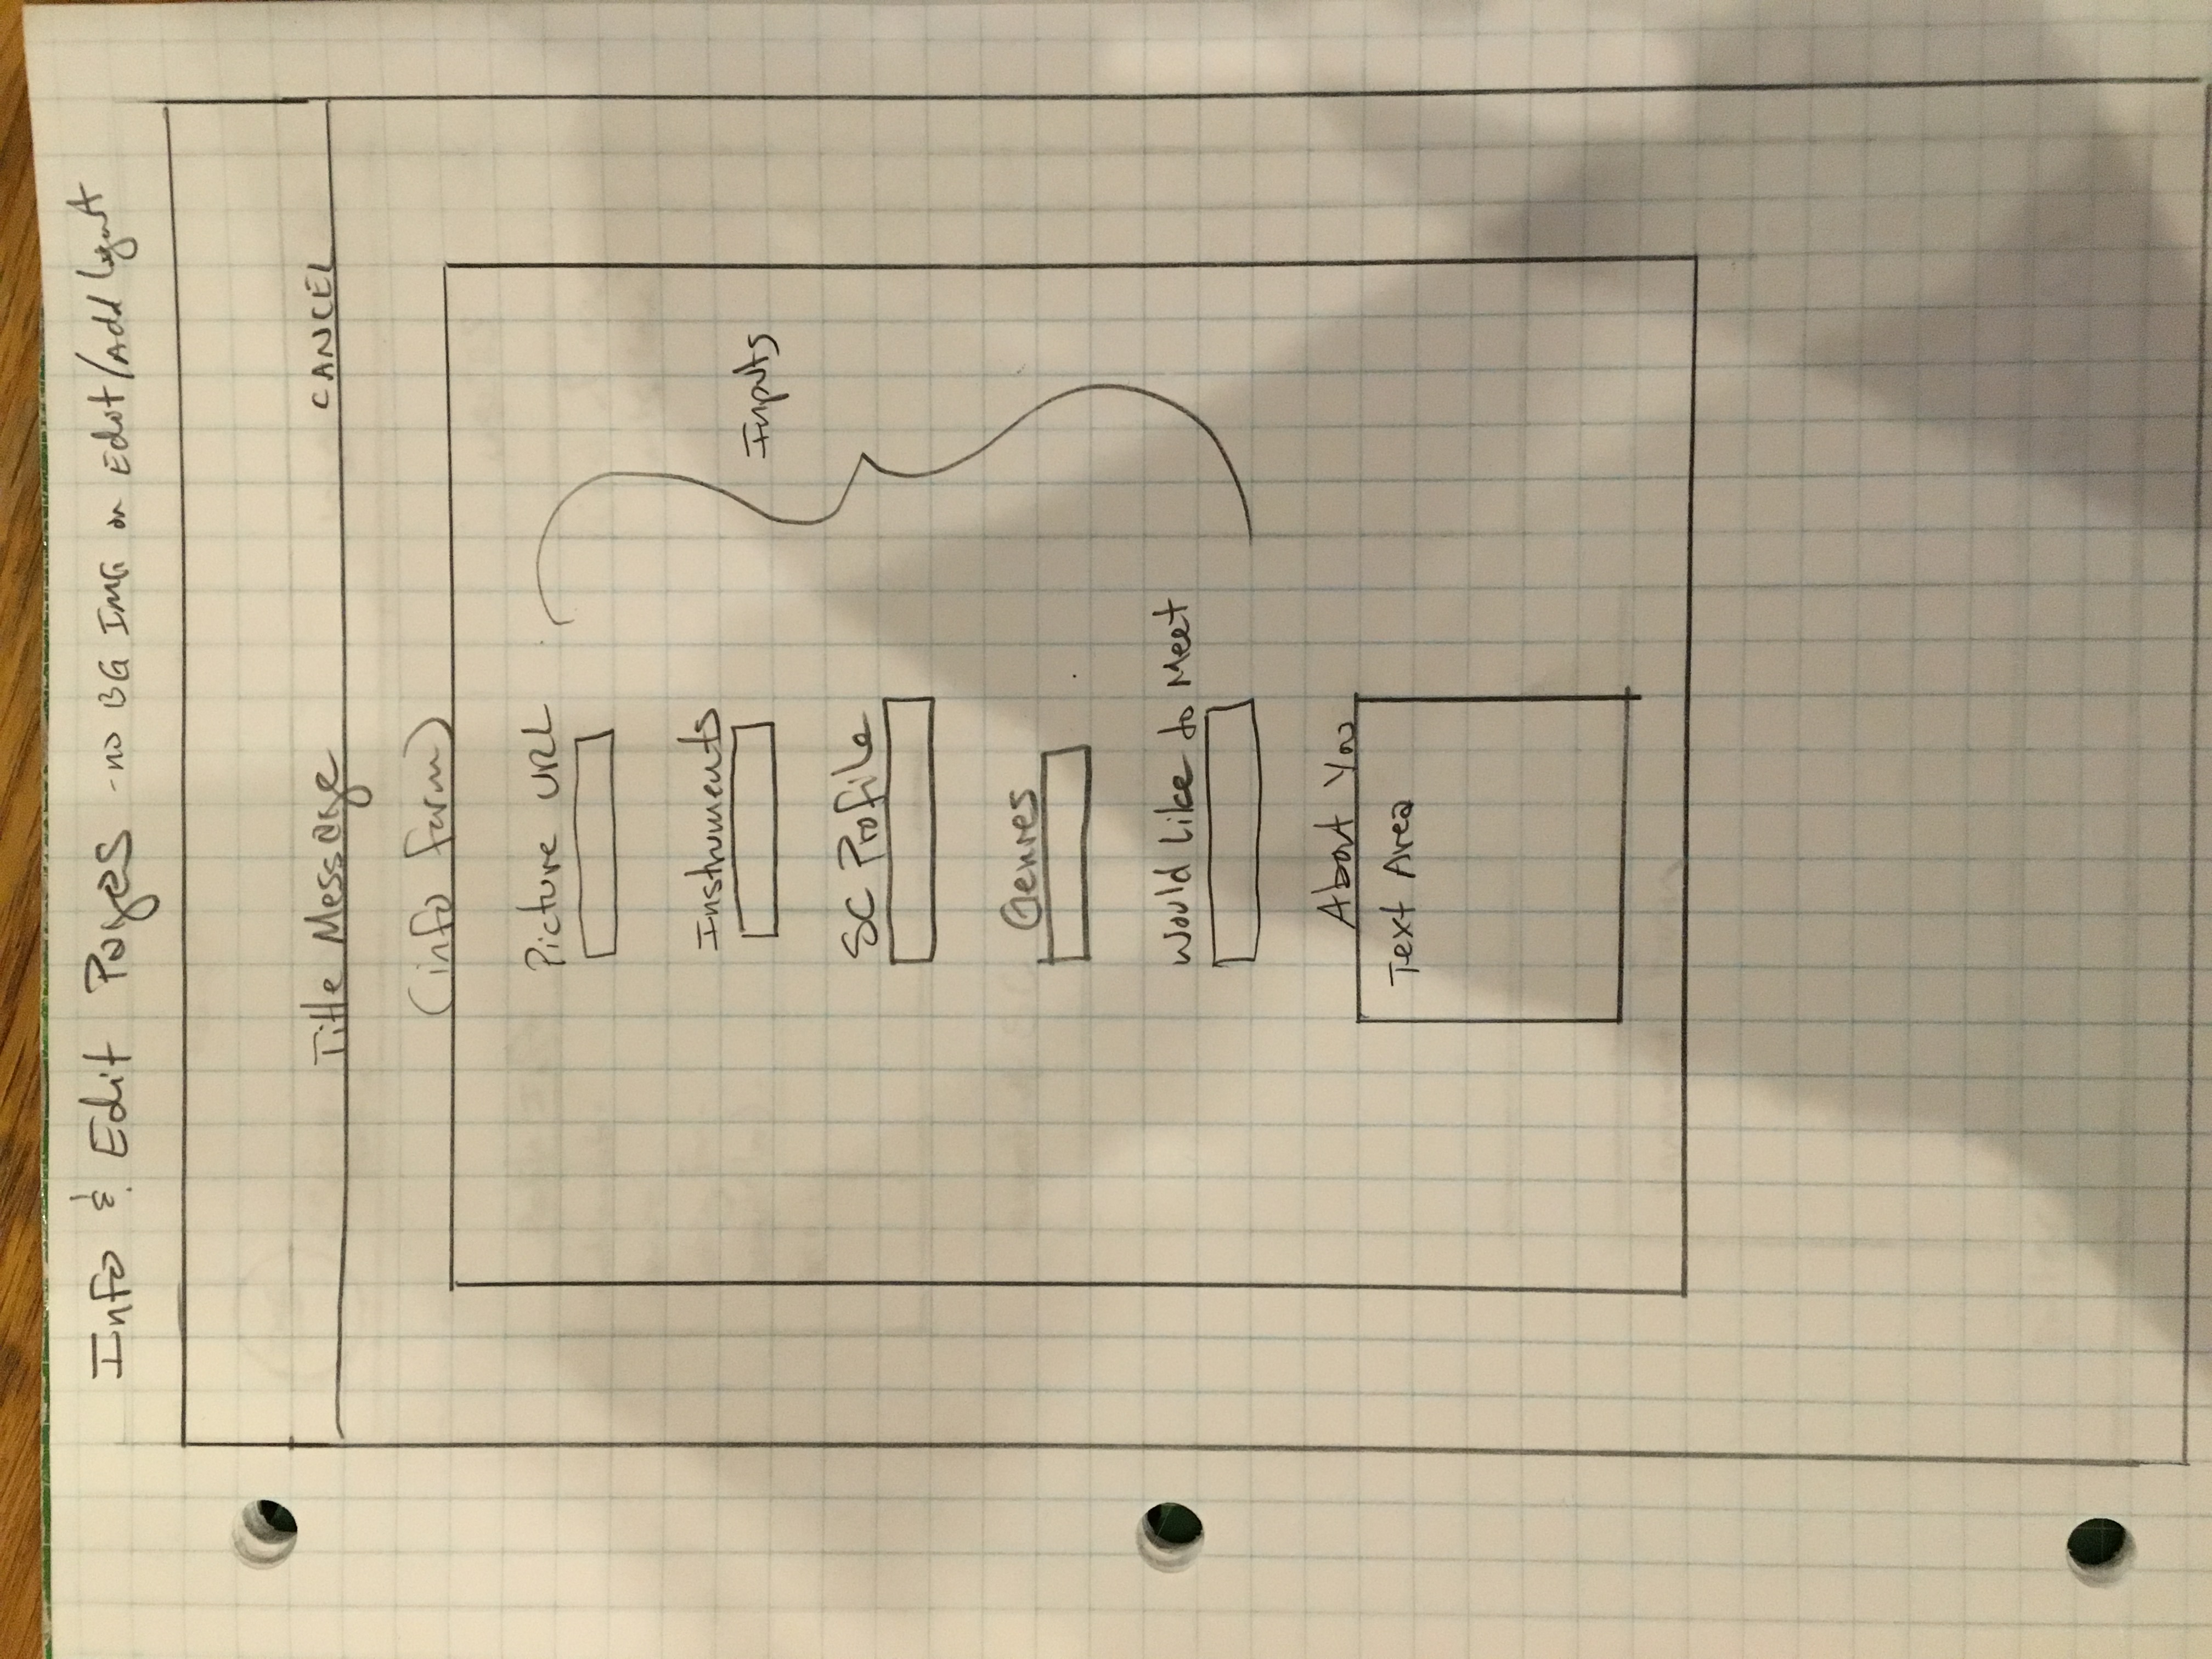 Info & Edit Pages - no BG IMG on Edit/Add layout
Title Message CANCEL
(info form)
Picture URL
Instruments
Inputs
SC Profile
Genres
Would Like to Meet
About You
Text Area